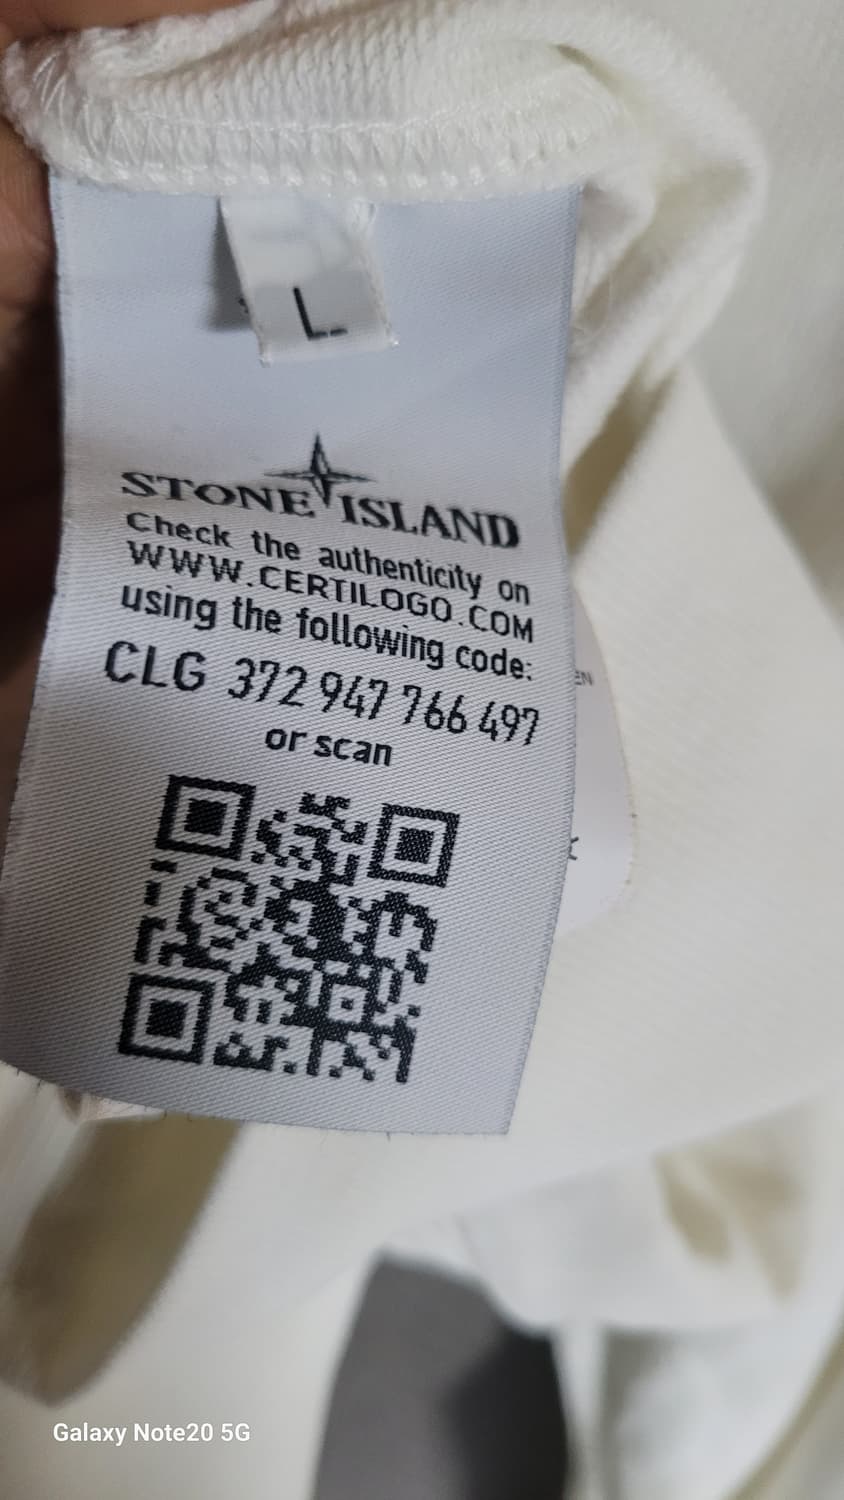 L
STONE ISLAND
Check the authenticity on
WWW.CERTILOGO.COM
using the following code:
CLG 372 947 766 497
or scan
EN
Galaxy Note20 5G